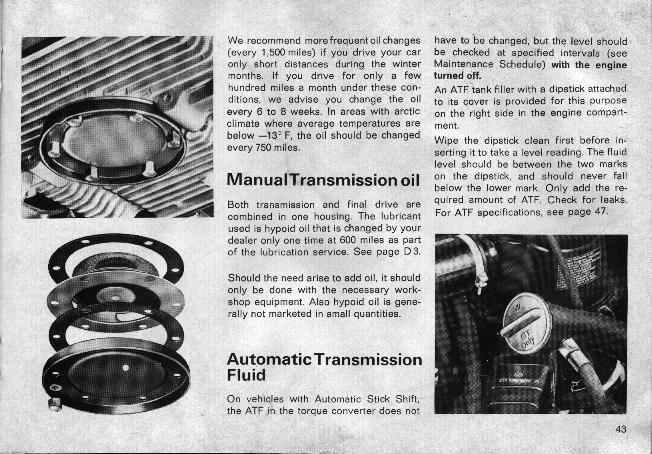 We recommend more frequent oil changes
(every 1,500 miles) if you drive your car
only short distances during the winter
months. If you drive for only a few
hundred miles a month under these con-
ditions, we advise you change the oil
every 6 to 8 weeks. In areas with arctic
climate where average temperatures are
below —13° F, the oil should be changed
every 750 miles.
Manual Transmission oil
Both transmission and final drive are
combined in one housing. The lubricant
used is hypoid oil that is changed by your
dealer only one time at 600 miles as part
of the lubrication service. See page D 3.
Should the need arise to add oil, it should
only be done with the necessary work-
shop equipment. Also hypoid oil is gene-
rally not marketed in small quantities.
Automatic Transmission
Fluid
On vehicles with Automatic Stick Shift,
the ATF in the torque converter does not
have to be changed, but the level should
be checked at specified intervals (see
Maintenance Schedule) with the engine
turned off.
An ATF tank filler with a dipstick attached
to its cover is provided for this purpose
on the right side in the engine compart-
ment.
Wipe the dipstick clean first before in-
serting it to take a level reading. The fluid
level should be between the two marks
on the dipstick, and should never fall
below the lower mark. Only add the re-
quired amount of ATF. Check for leaks.
For ATF specifications, see page 47.
only
43